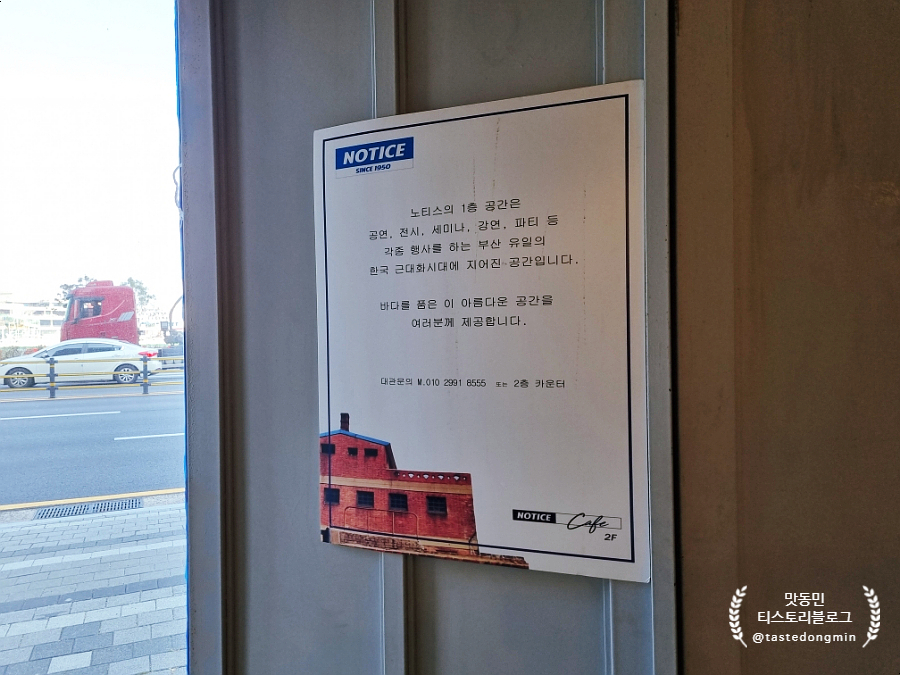 NOTICE
SINCE 1950
노티스의 1층 공간은
공연, 전시, 세미나, 강연, 파티 등
각종 행사를 하는 부산 유일의
한국 근대화시대에 지어진 공간입니다.
바다를 품은 이 아름다운 공간을
여러분께 제공합니다.
대관문의 M.010 2991 8555 또는 2층 카운터
NOTICE Cafe
2F
맛동민
티스토리블로그
@tastedongmin